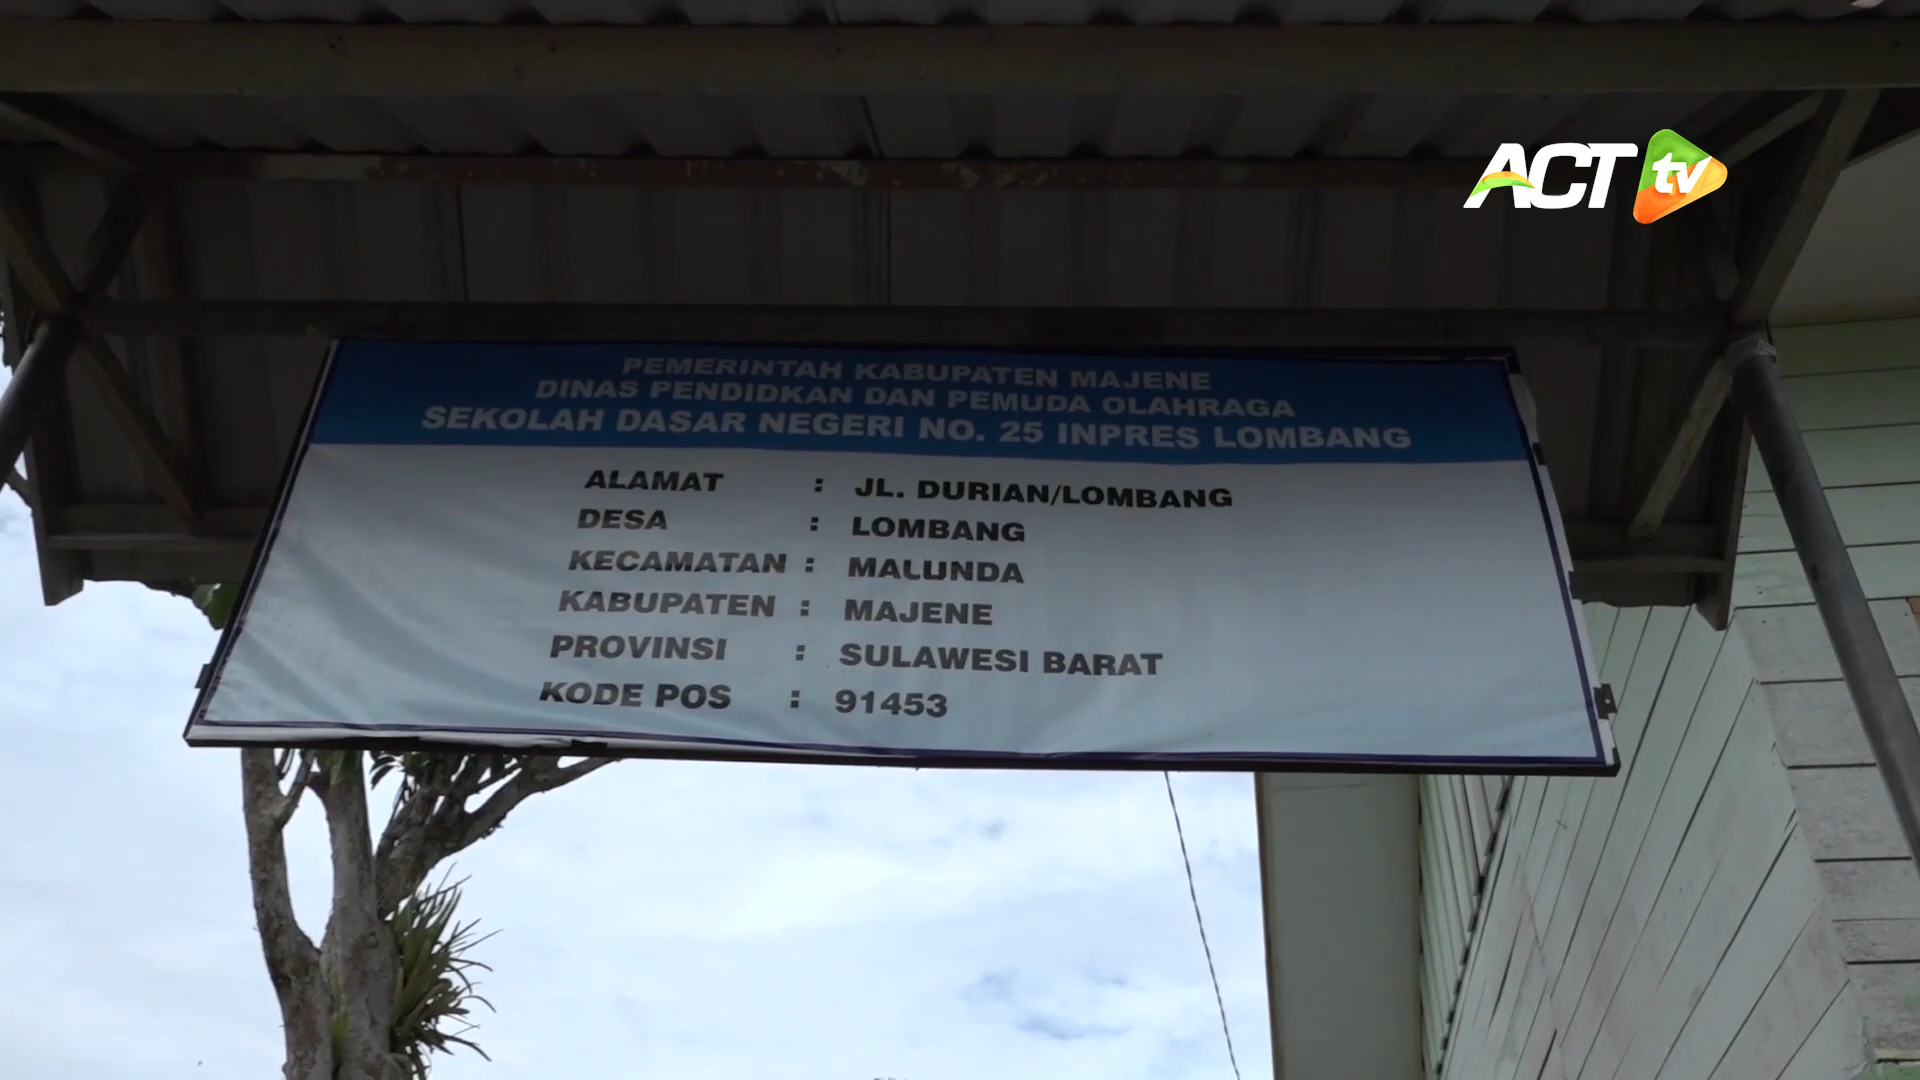 ACT tv
PEMERINTAH KABUPATEN MAJENE
DINAS PENDIDKAN DAN PEMUDA OLAHRAGA
SEKOLAH DASAR NEGERI NO. 25 INPRES LOMBANG
ALAMAT : JL. DURIAN/LOMBANG
DESA : LOMBANG
KECAMATAN : MALUNDA
KABUPATEN : MAJENE
PROVINSI : SULAWESI BARAT
KODE POS : 91453